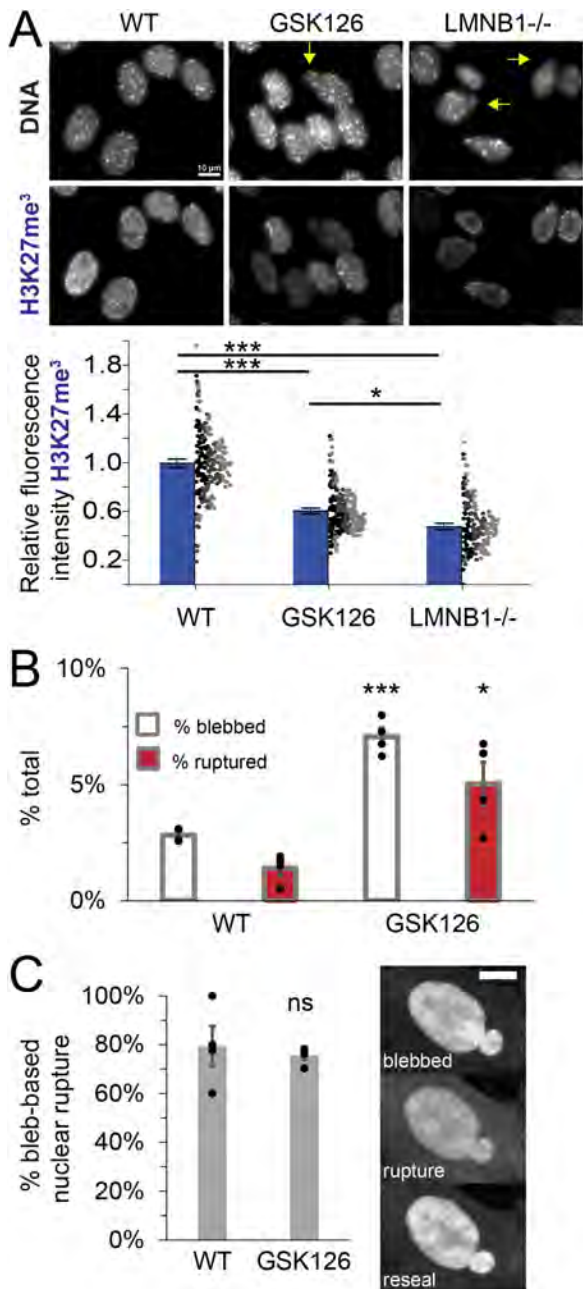 A
WT
GSK126
LMNB1-/-
DNA
10 μm
H3K27me³
Relative fluorescence
intensity H3K27me³
1.8
1.4
1.0
0.6
0.2
***
***
*
WT
GSK126
LMNB1-/-
B
% total
10%
5%
0%
% blebbed
% ruptured
***
*
WT
GSK126
C
% bleb-based
nuclear rupture
100%
80%
60%
40%
20%
0%
ns
WT
GSK126
blebbed
rupture
reseal